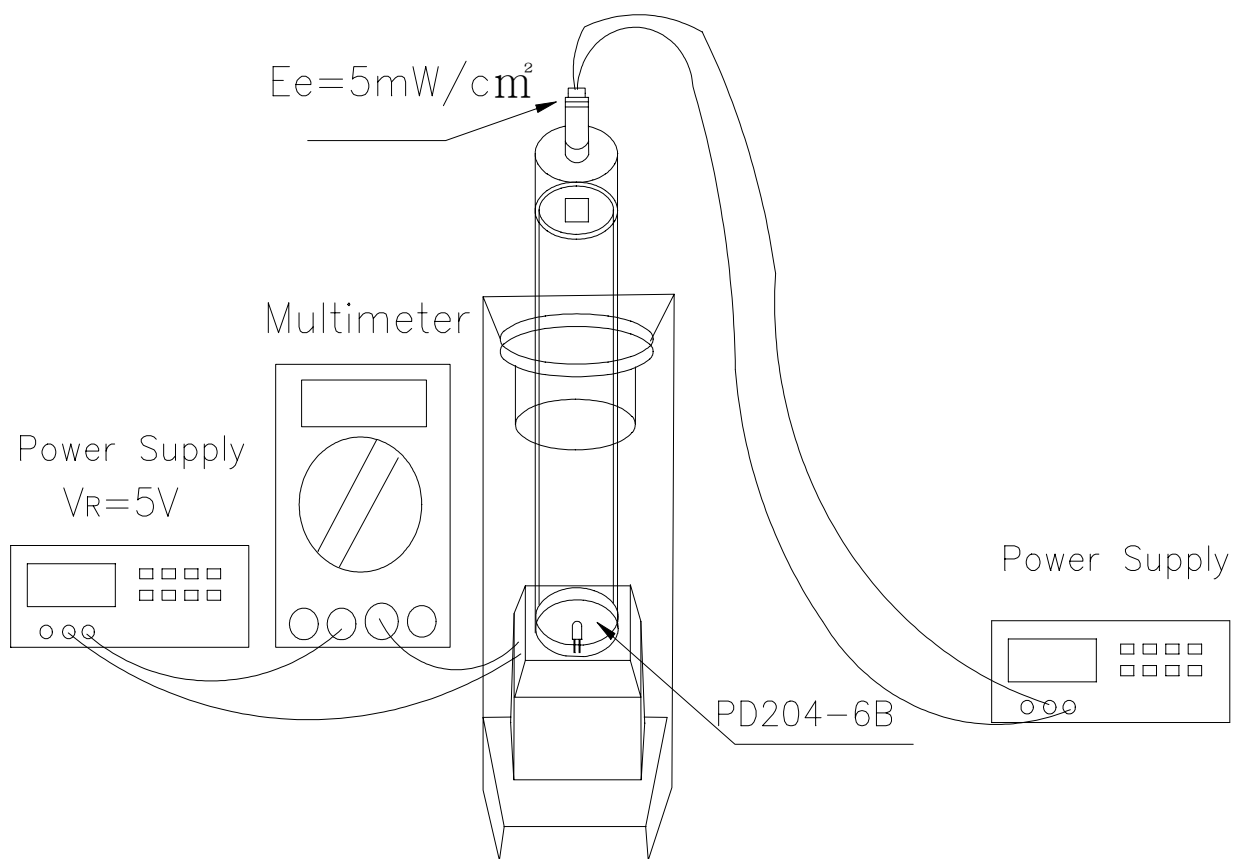 Ee=5mW/cm²
Multimeter
Power Supply
VR=5V
Power Supply
PD204-6B